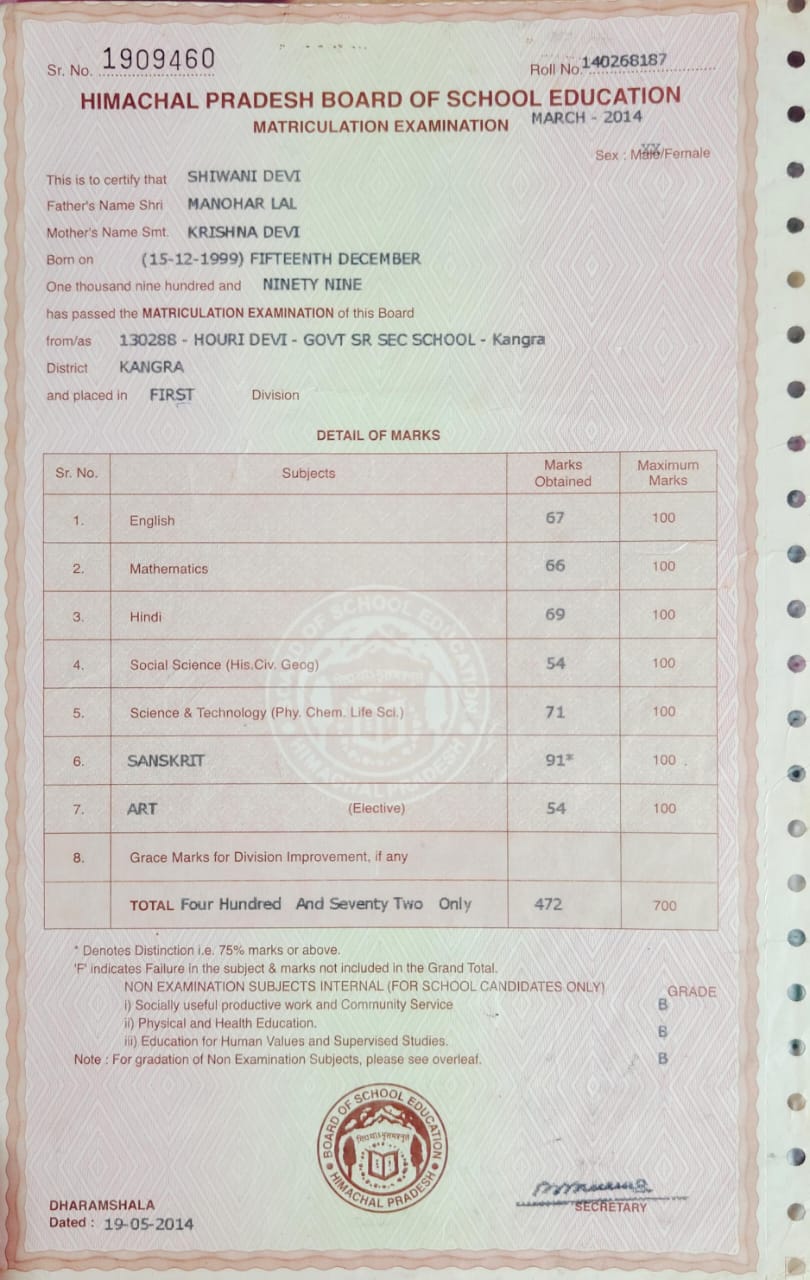 Sr. No. 1909460
Roll No. 140268187
HIMACHAL PRADESH BOARD OF SCHOOL EDUCATION
MATRICULATION EXAMINATION MARCH - 2014
Sex : Male/Female
This is to certify that SHIWANI DEVI
Father's Name Shri MANOHAR LAL
Mother's Name Smt. KRISHNA DEVI
Born on (15-12-1999) FIFTEENTH DECEMBER
One thousand nine hundred and NINETY NINE
has passed the MATRICULATION EXAMINATION of this Board
from/as 130288 - HOURI DEVI - GOVT SR SEC SCHOOL - Kangra
District KANGRA
and placed in FIRST Division
DETAIL OF MARKS
Sr. No. Subjects Marks Obtained Maximum Marks
1. English 67 100
2. Mathematics 66 100
3. Hindi 69 100
4. Social Science (His.Civ. Geog) 54 100
5. Science & Technology (Phy. Chem. Life Sci.) 71 100
6. SANSKRIT 91* 100
7. ART (Elective) 54 100
8. Grace Marks for Division Improvement, if any
TOTAL Four Hundred And Seventy Two Only 472 700
* Denotes Distinction i.e. 75% marks or above.
'F' indicates Failure in the subject & marks not included in the Grand Total.
NON EXAMINATION SUBJECTS INTERNAL (FOR SCHOOL CANDIDATES ONLY) GRADE
i) Socially useful productive work and Community Service B
ii) Physical and Health Education. B
iii) Education for Human Values and Supervised Studies. B
Note : For gradation of Non Examination Subjects, please see overleaf.
BOARD OF SCHOOL EDUCATION
HIMACHAL PRADESH
DHARAMSHALA
Dated : 19-05-2014
SECRETARY